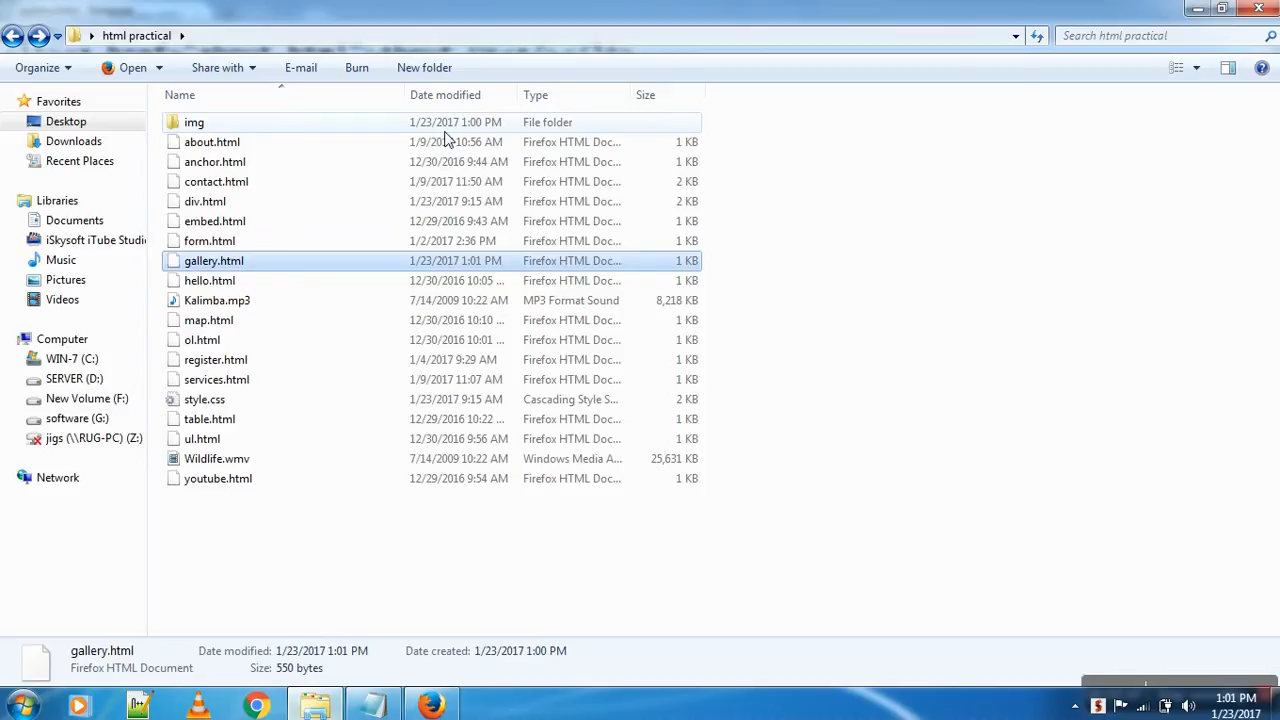 html practical
Search html practical
Organize Open Share with E-mail Burn New folder
Name Date modified Type Size
Favorites
Desktop
Downloads
Recent Places
Libraries
Documents
iSkysoft iTube Studi
Music
Pictures
Videos
Computer
WIN-7 (C:)
SERVER (D:)
New Volume (F:)
software (G:)
jigs (\\RUG-PC) (Z:)
Network
img 1/23/2017 1:00 PM File folder
about.html 10:56 AM Firefox HTML Doc... 1 KB
anchor.html 12/30/2016 9:44 AM Firefox HTML Doc... 1 KB
contact.html 1/9/2017 11:50 AM Firefox HTML Doc... 2 KB
div.html 1/23/2017 9:15 AM Firefox HTML Doc... 2 KB
embed.html 12/29/2016 9:43 AM Firefox HTML Doc... 1 KB
form.html 1/2/2017 2:36 PM Firefox HTML Doc... 1 KB
gallery.html 1/23/2017 1:01 PM Firefox HTML Doc... 1 KB
hello.html 12/30/2016 10:05 ... Firefox HTML Doc... 1 KB
Kalimba.mp3 7/14/2009 10:22 AM MP3 Format Sound 8,218 KB
map.html 12/30/2016 10:10 ... Firefox HTML Doc... 1 KB
ol.html 12/30/2016 10:01 ... Firefox HTML Doc... 1 KB
register.html 1/4/2017 9:29 AM Firefox HTML Doc... 1 KB
services.html 1/9/2017 11:07 AM Firefox HTML Doc... 1 KB
style.css 1/23/2017 9:15 AM Cascading Style S... 2 KB
table.html 12/29/2016 10:22 ... Firefox HTML Doc... 1 KB
ul.html 12/30/2016 9:56 AM Firefox HTML Doc... 1 KB
Wildlife.wmv 7/14/2009 10:22 AM Windows Media A... 25,631 KB
youtube.html 12/29/2016 9:54 AM Firefox HTML Doc... 1 KB
gallery.html Date modified: 1/23/2017 1:01 PM Date created: 1/23/2017 1:00 PM
Firefox HTML Document Size: 550 bytes
1:01 PM
1/23/2017